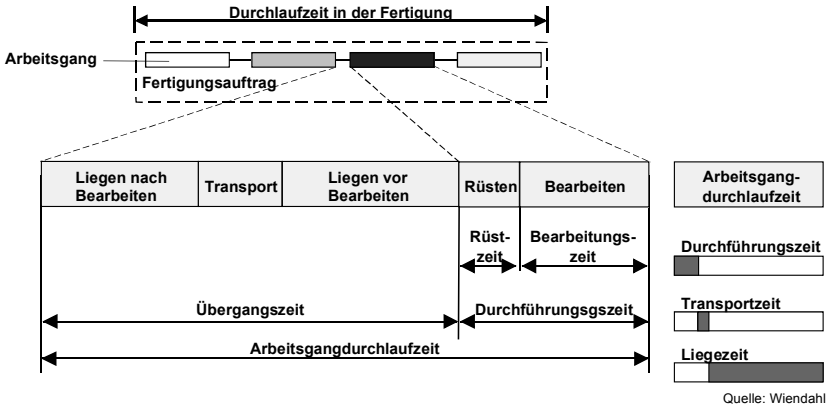 Durchlaufzeit in der Fertigung
Arbeitsgang
Fertigungsauftrag
Liegen nach
Bearbeiten
Transport
Liegen vor
Bearbeiten
Rüsten
Bearbeiten
Arbeitsgang-
durchlaufzeit
Rüst-
zeit
Bearbeitungs-
zeit
Durchführungszeit
Übergangszeit
Durchführungsgszeit
Transportzeit
Arbeitsgangdurchlaufzeit
Liegezeit
Quelle: Wiendahl